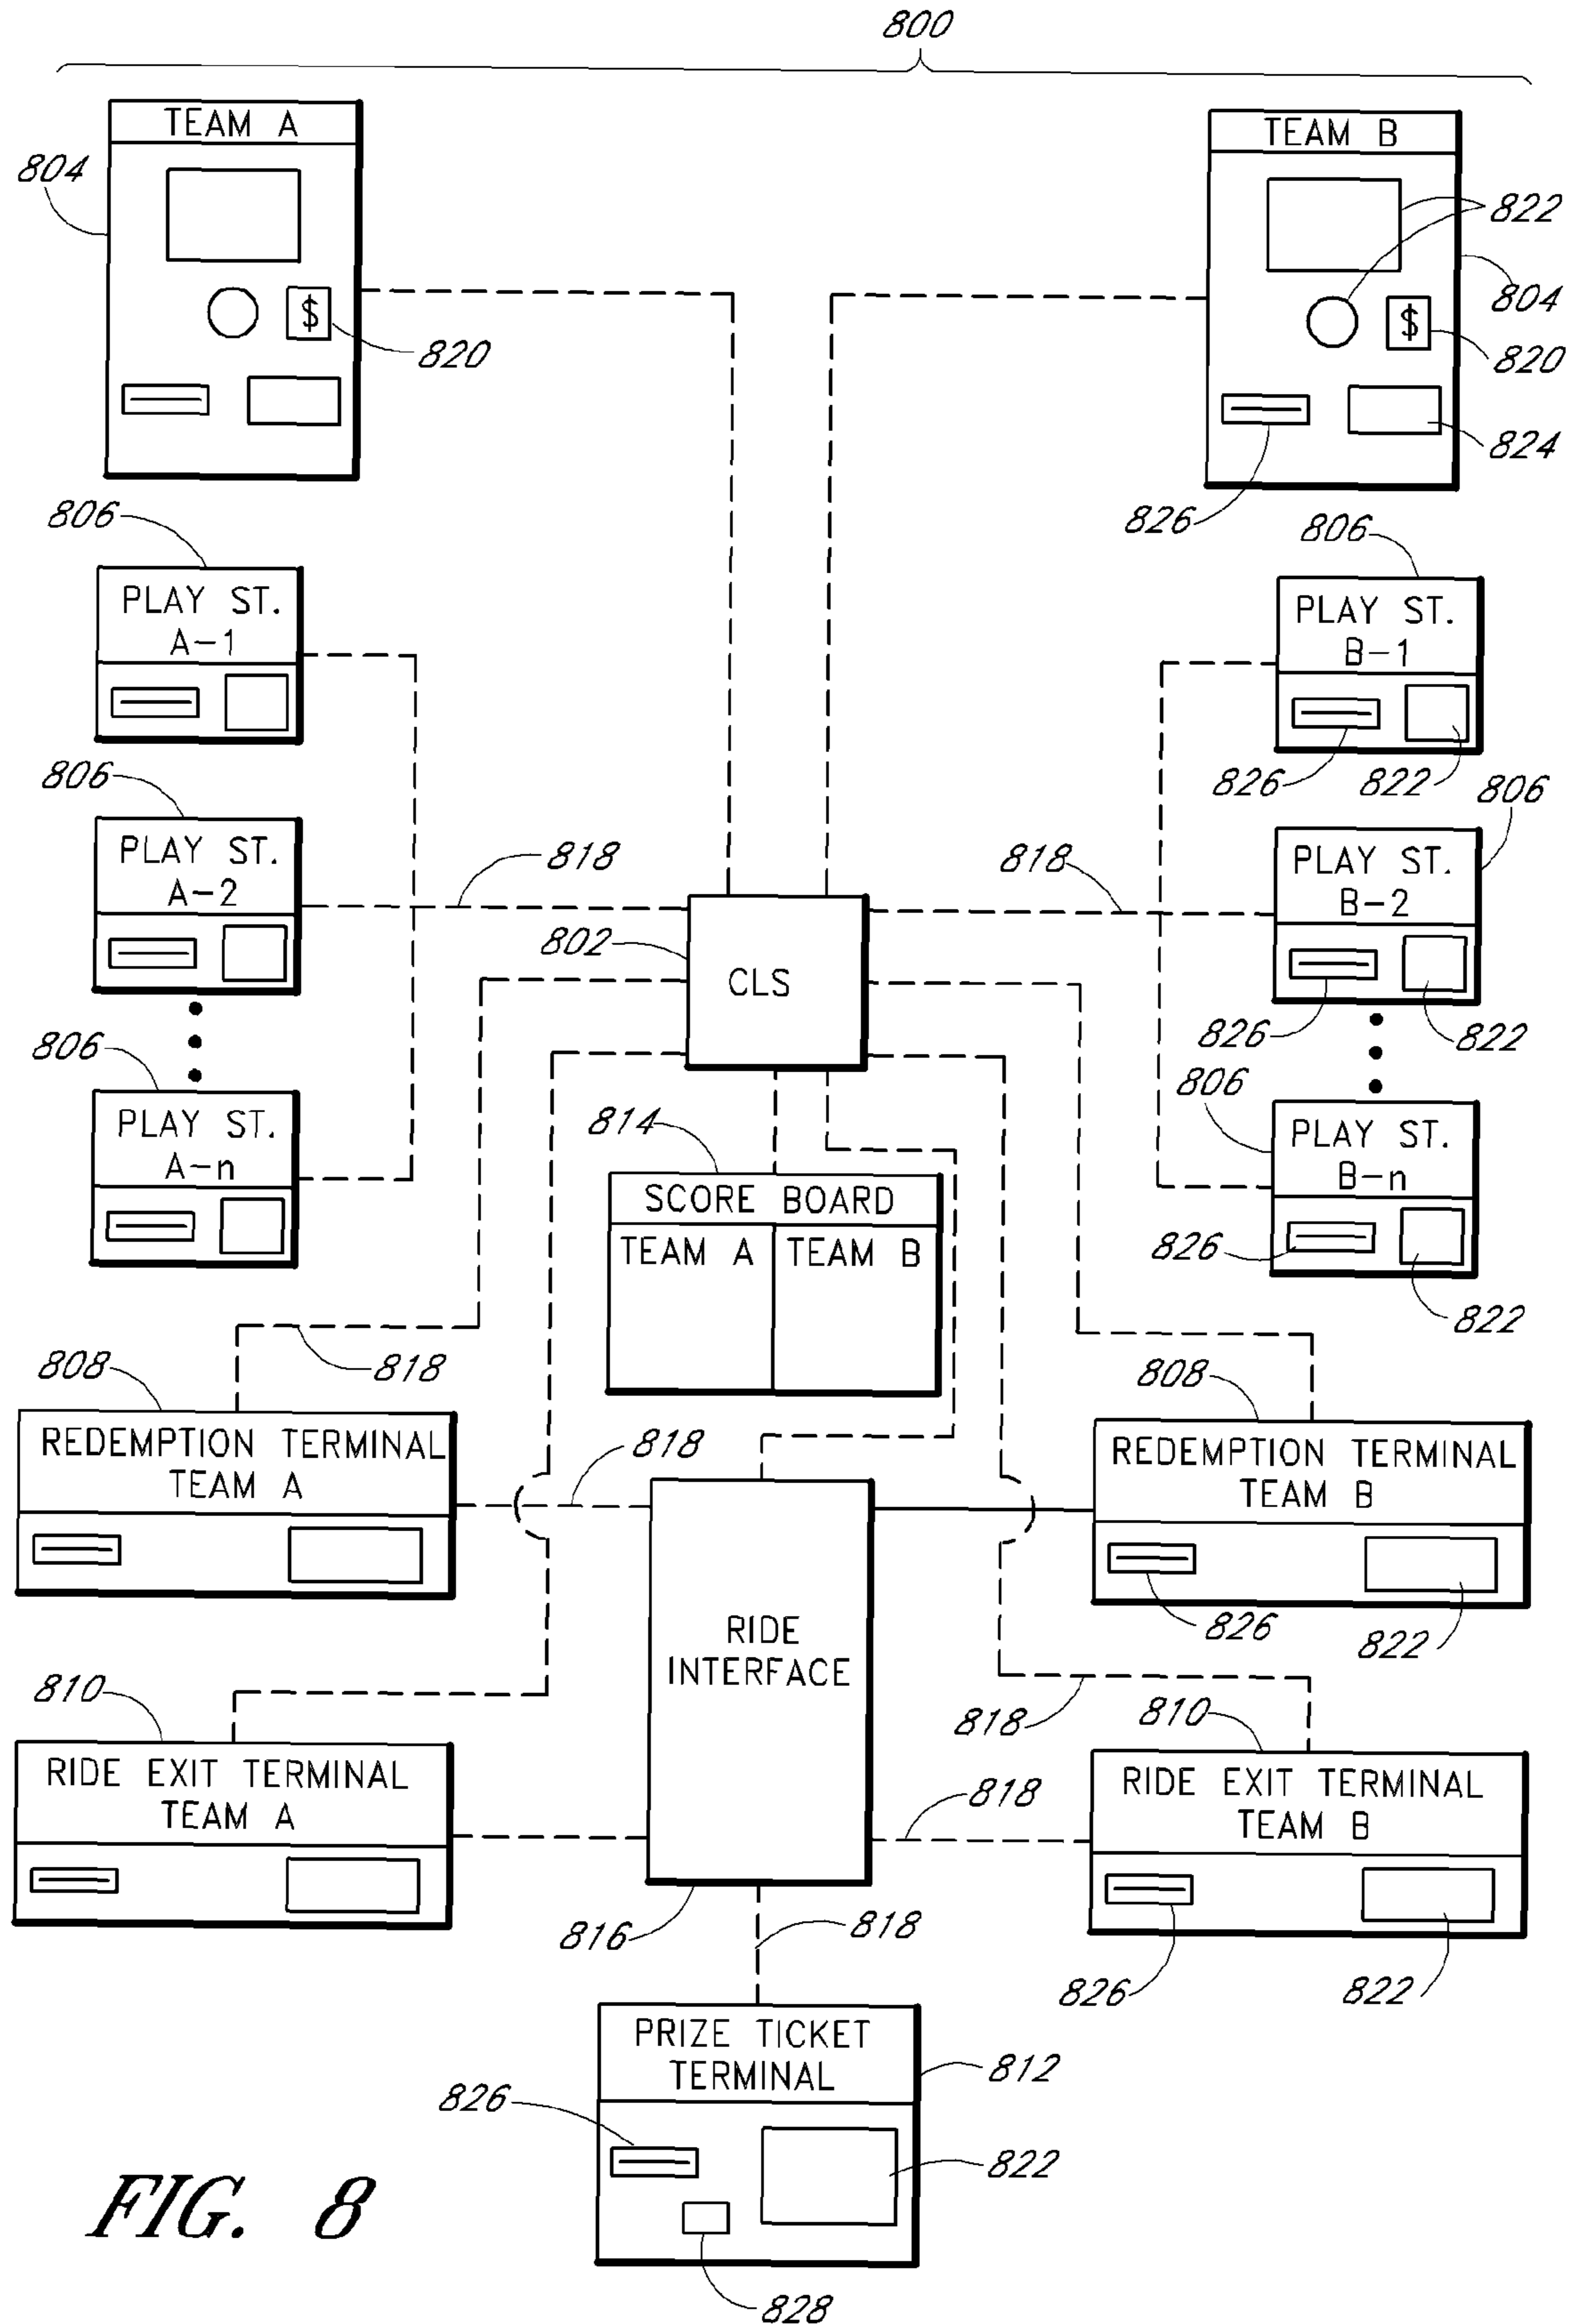 800
TEAM A
TEAM B
804
822
$
820
$
804
820
824
826
806
PLAY ST.
A-1
806
PLAY ST.
B-1
826
822
806
PLAY ST.
A-2
806
PLAY ST.
B-2
818
818
802
CLS
826
822
806
PLAY ST.
A-n
806
PLAY ST.
B-n
826
822
814
SCORE BOARD
TEAM A
TEAM B
818
808
REDEMPTION TERMINAL
TEAM A
808
REDEMPTION TERMINAL
TEAM B
818
826
822
RIDE
INTERFACE
810
RIDE EXIT TERMINAL
TEAM A
818
810
RIDE EXIT TERMINAL
TEAM B
818
826
822
816
818
PRIZE TICKET
TERMINAL
812
826
822
828
FIG. 8